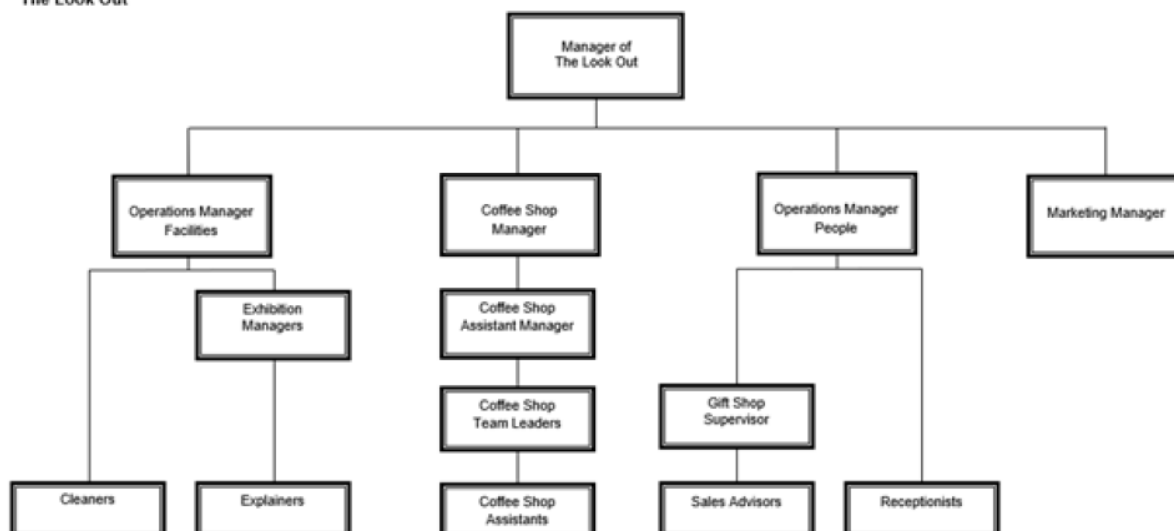 The Look Out
Manager of
The Look Out
Operations Manager
Facilities
Coffee Shop
Manager
Operations Manager
People
Marketing Manager
Exhibition
Managers
Coffee Shop
Assistant Manager
Coffee Shop
Team Leaders
Gift Shop
Supervisor
Cleaners
Explainers
Coffee Shop
Assistants
Sales Advisors
Receptionists